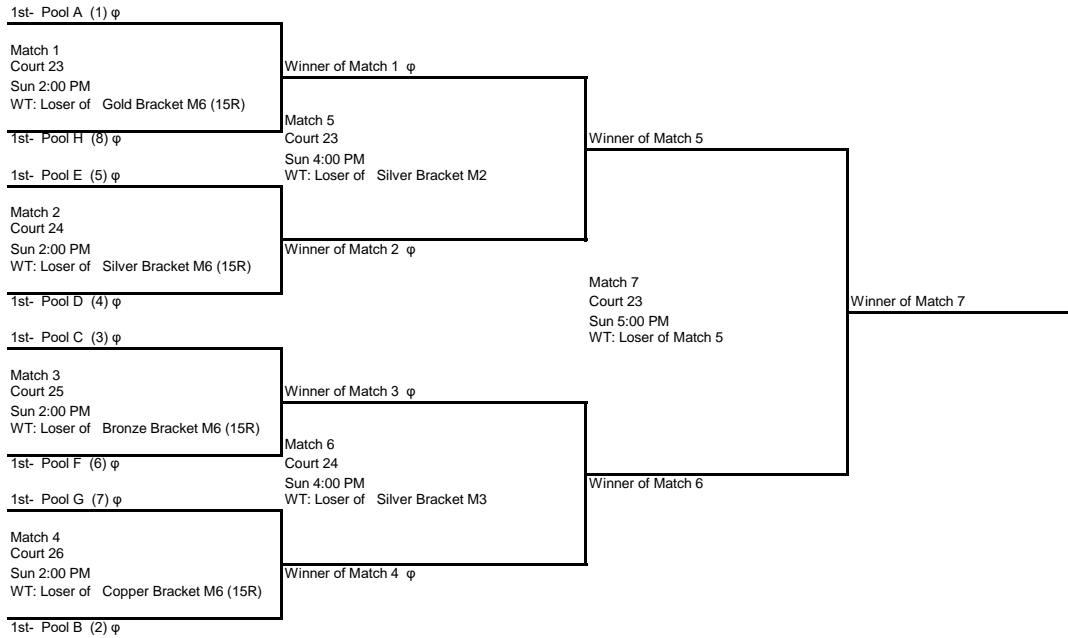 1st- Pool A (1) φ
Match 1
Court 23
Sun 2:00 PM
WT: Loser of Gold Bracket M6 (15R)
1st- Pool H (8) φ
1st- Pool E (5) φ
Match 2
Court 24
Sun 2:00 PM
WT: Loser of Silver Bracket M6 (15R)
1st- Pool D (4) φ
1st- Pool C (3) φ
Match 3
Court 25
Sun 2:00 PM
WT: Loser of Bronze Bracket M6 (15R)
1st- Pool F (6) φ
1st- Pool G (7) φ
Match 4
Court 26
Sun 2:00 PM
WT: Loser of Copper Bracket M6 (15R)
1st- Pool B (2) φ
Winner of Match 1 φ
Match 5
Court 23
Sun 4:00 PM
WT: Loser of Silver Bracket M2
Winner of Match 2 φ
Winner of Match 3 φ
Match 6
Court 24
Sun 4:00 PM
WT: Loser of Silver Bracket M3
Winner of Match 4 φ
Winner of Match 5
Match 7
Court 23
Sun 5:00 PM
WT: Loser of Match 5
Winner of Match 6
Winner of Match 7